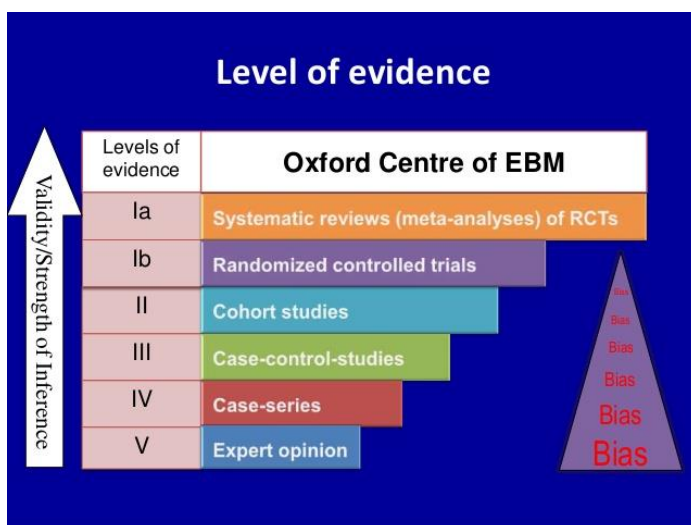 Level of evidence
Validity/Strength of Inference
Levels of
evidence
Oxford Centre of EBM
Ia
Systematic reviews (meta-analyses) of RCTs
Ib
Randomized controlled trials
II
Cohort studies
III
Case-control-studies
IV
Case-series
V
Expert opinion
Bias
Bias
Bias
Bias
Bias
Bias